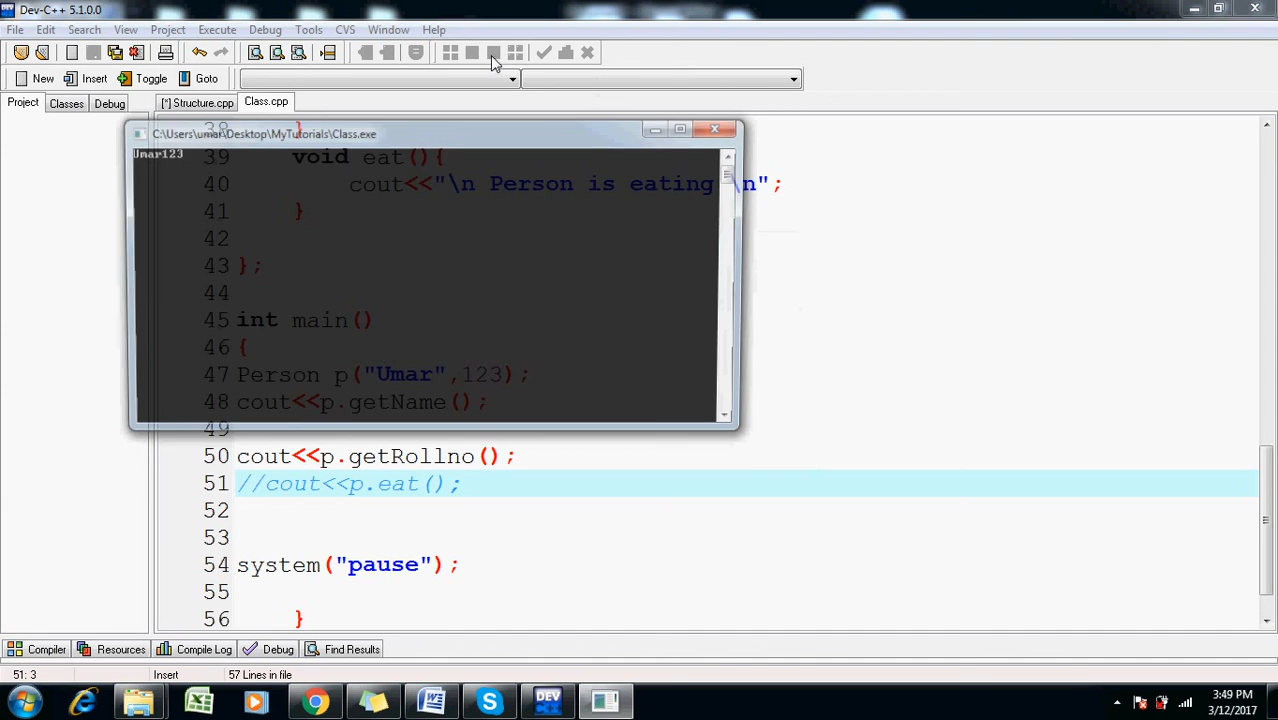 Dev-C++ 5.1.0.0
File Edit Search View Project Execute Debug Tools CVS Window Help
New Insert Toggle Goto
Project Classes Debug [*] Structure.cpp Class.cpp
C:\Users\umar\Desktop\MyTutorials\Class.exe
Umar123
38 }
39 void eat(){
40 cout<<"\n Person is eating \n";
41 }
42
43 };
44
45 int main()
46 {
47 Person p("Umar",123);
48 cout<<p.getName();
49
50 cout<<p.getRollno();
51 //cout<<p.eat();
52
53
54 system("pause");
55
56 }
Compiler Resources Compile Log Debug Find Results
51: 3 Insert 57 Lines in file
DEV
3:49 PM
3/12/2017